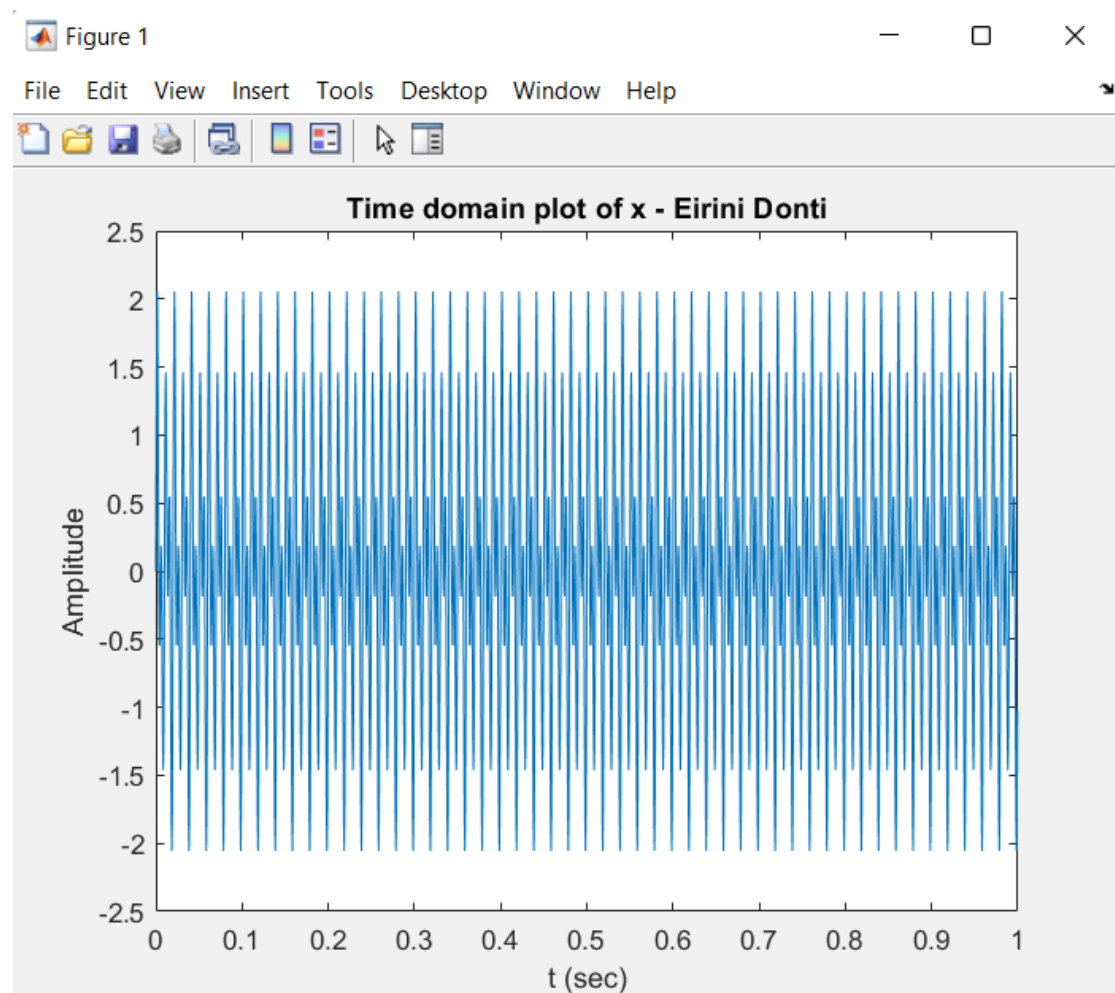 Figure 1
File Edit View Insert Tools Desktop Window Help
Time domain plot of x - Eirini Donti
2.5
2
1.5
1
0.5
0
-0.5
-1
-1.5
-2
-2.5
Amplitude
0 0.1 0.2 0.3 0.4 0.5 0.6 0.7 0.8 0.9 1
t (sec)